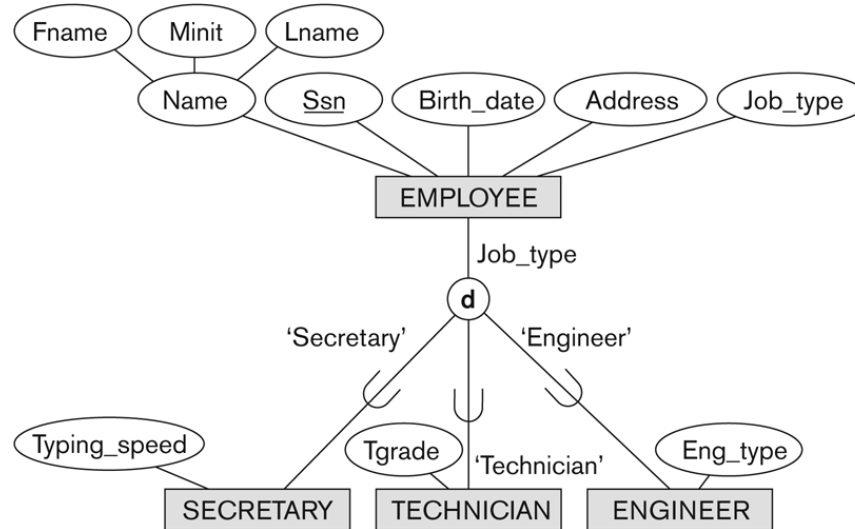 Fname Minit Lname
Name Ssn Birth_date Address Job_type
EMPLOYEE
Job_type
d
‘Secretary’ ‘Engineer’
Typing_speed Tgrade ‘Technician’ Eng_type
SECRETARY TECHNICIAN ENGINEER